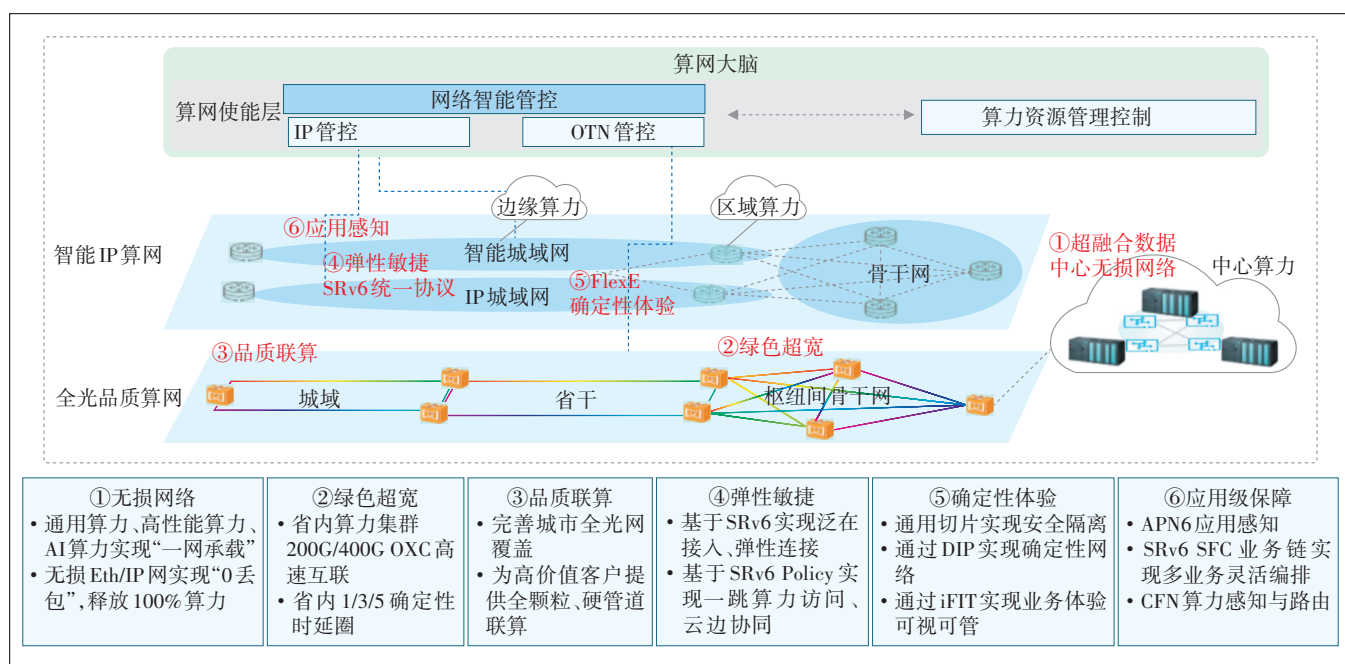 算网大脑
算网使能层
网络智能管控
IP管控
OTN管控
算力资源管理控制
边缘算力
区域算力
⑥应用感知
智能城域网
智能IP算网
④弹性敏捷
SRv6统一协议
IP城域网
⑤FlexE
确定性体验
骨干网
①超融合数据
中心无损网络
中心算力
③品质联算
②绿色超宽
全光品质算网
城域
省干
枢纽间骨干网
①无损网络
• 通用算力、高性能算力、
AI算力实现“一网承载”
• 无损Eth/IP网实现“0丢
包”,释放100%算力
②绿色超宽
• 省内算力集群
200G/400G OXC高
速互联
• 省内1/3/5确定性
时延圈
③品质联算
• 完善城市全光网
覆盖
• 为高价值客户提
供全颗粒、硬管道
联算
④弹性敏捷
• 基于SRv6实现泛在
接入、弹性连接
• 基于SRv6 Policy实
现一跳算力访问、
云边协同
⑤确定性体验
• 通用切片实现安全隔离
• 通过DIP实现确定性网
络
• 通过iFIT实现业务体验
可视可管
⑥应用级保障
• APN6应用感知
• SRv6 SFC业务链实
现多业务灵活编排
• CFN算力感知与路由